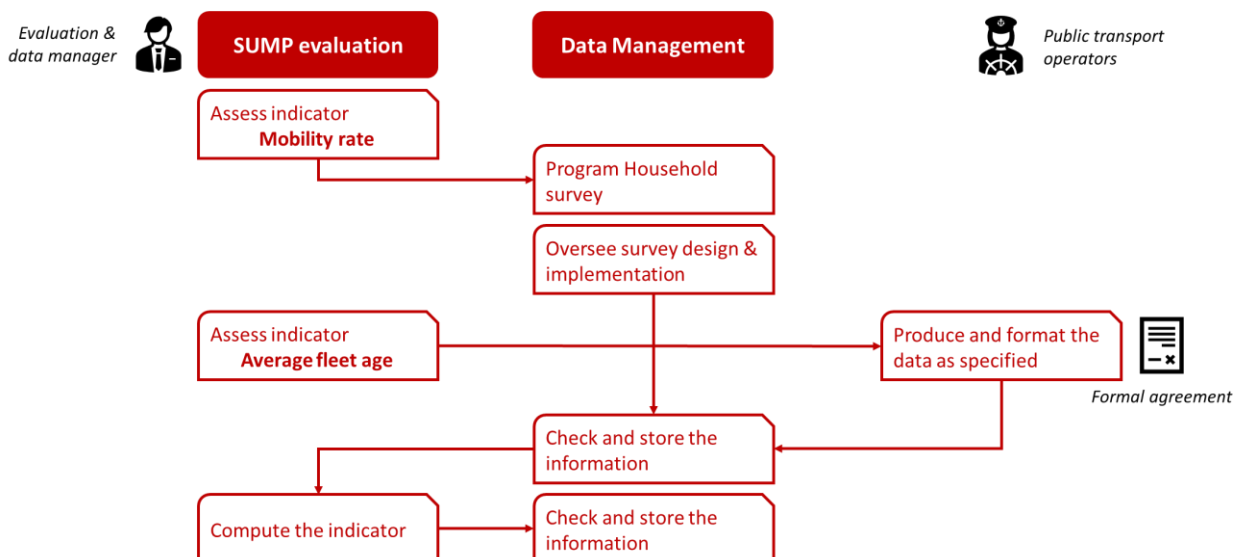 Evaluation &
data manager
SUMP evaluation
Data Management
Public transport
operators
Assess indicator
Mobility rate
Program Household
survey
Oversee survey design &
implementation
Assess indicator
Average fleet age
Produce and format the
data as specified
Formal agreement
Check and store the
information
Compute the indicator
Check and store the
information